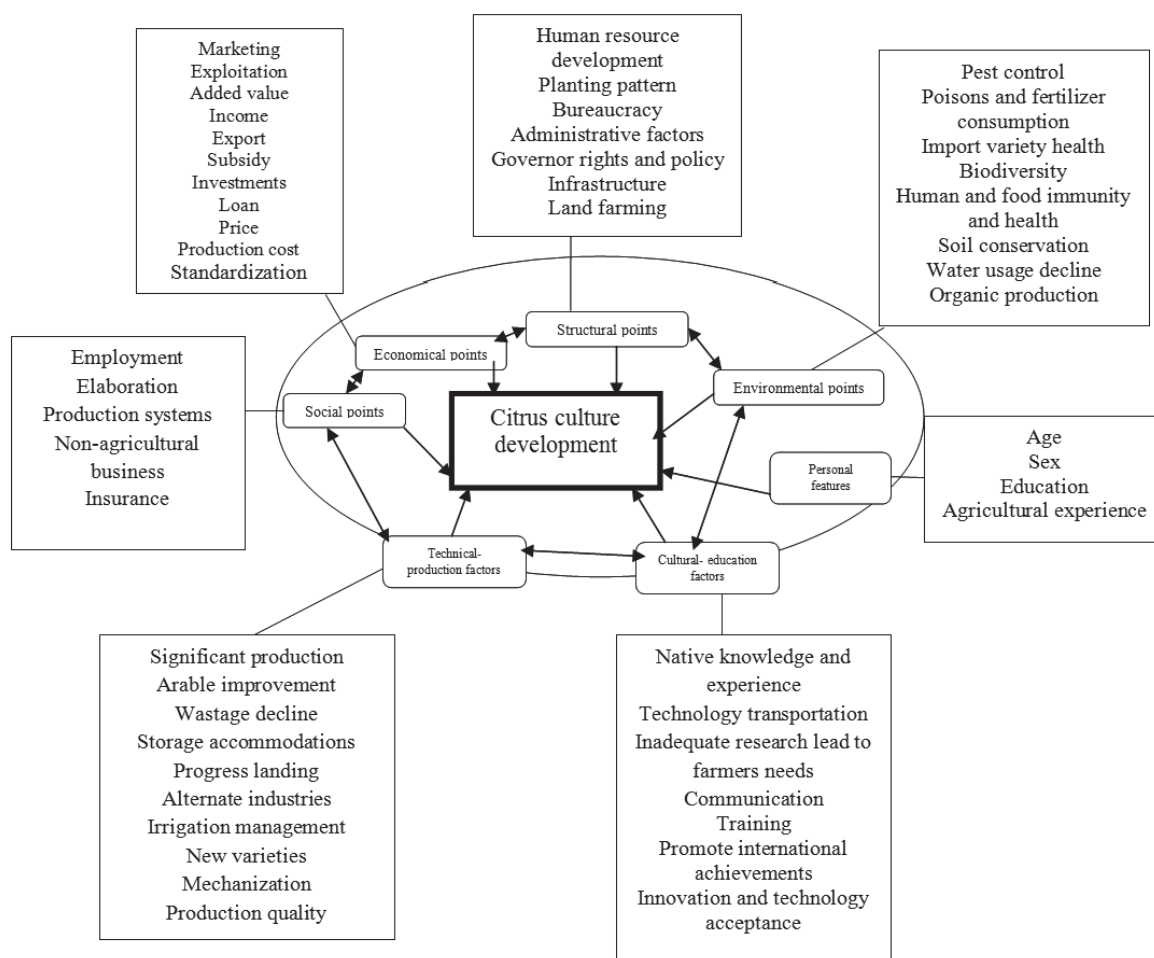 Marketing
Exploitation
Added value
Income
Export
Subsidy
Investments
Loan
Price
Production cost
Standardization
Human resource
development
Planting pattern
Bureaucracy
Administrative factors
Governor rights and policy
Infrastructure
Land farming
Pest control
Poisons and fertilizer
consumption
Import variety health
Biodiversity
Human and food immunity
and health
Soil conservation
Water usage decline
Organic production
Employment
Elaboration
Production systems
Non-agricultural
business
Insurance
Economical points
Structural points
Environmental points
Social points
Citrus culture
development
Personal
features
Age
Sex
Education
Agricultural experience
Technical-
production factors
Cultural- education
factors
Significant production
Arable improvement
Wastage decline
Storage accommodations
Progress landing
Alternate industries
Irrigation management
New varieties
Mechanization
Production quality
Native knowledge and
experience
Technology transportation
Inadequate research lead to
farmers needs
Communication
Training
Promote international
achievements
Innovation and technology
acceptance